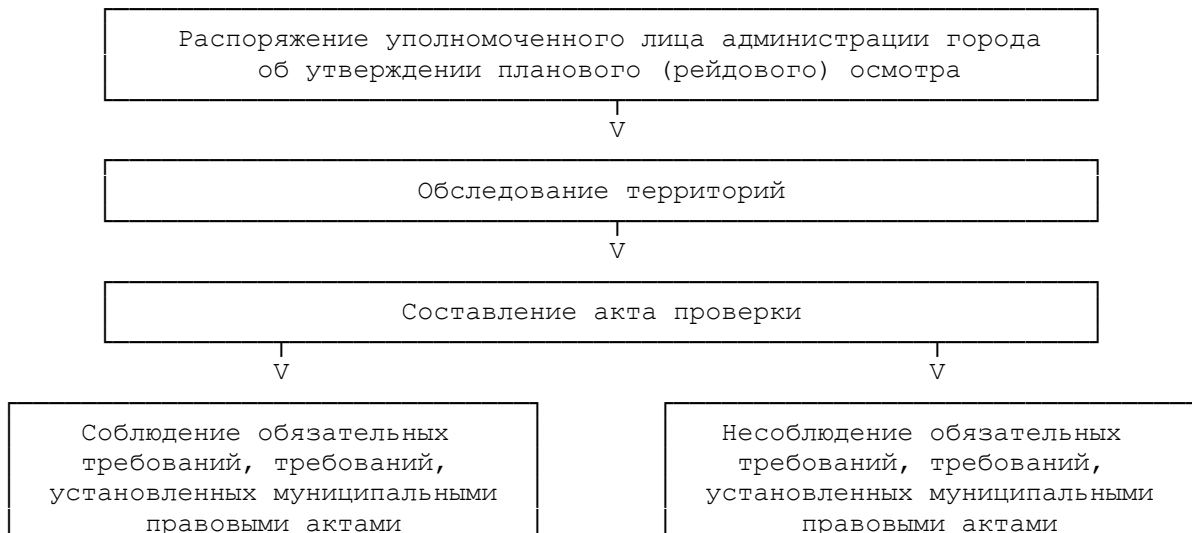 Распоряжение уполномоченного лица администрации города
об утверждении планового (рейдового) осмотра
V
Обследование территорий
V
Составление акта проверки
V V
Соблюдение обязательных
требований, требований,
установленных муниципальными
правовыми актами
Несоблюдение обязательных
требований, требований,
установленных муниципальными
правовыми актами